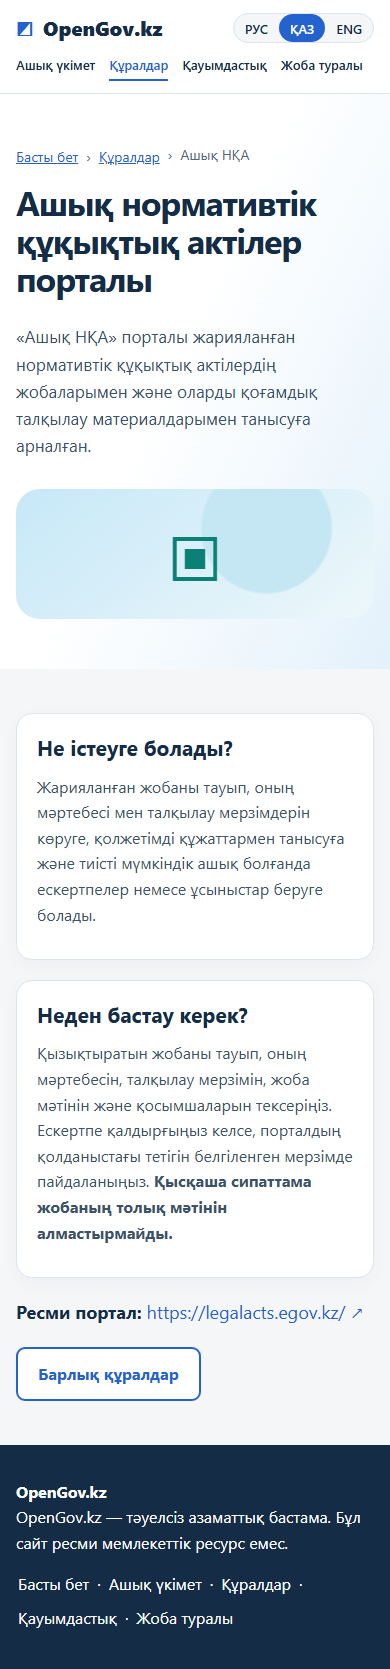 OpenGov.kz
РУС ҚАЗ ENG
Ашық үкімет Құралдар Қауымдастық Жоба туралы
Басты бет › Құралдар › Ашық НҚА
Ашық нормативтік
құқықтық актілер
порталы
«Ашық НҚА» порталы жарияланған
нормативтік құқықтық актілердің
жобаларымен және оларды қоғамдық
талқылау материалдарымен танысуға
арналған.
Не істеуге болады?
Жарияланған жобаны тауып, оның
мәртебесі мен талқылау мерзімдерін
көруге, қолжетімді құжаттармен танысуға
және тиісті мүмкіндік ашық болғанда
ескертпелер немесе ұсыныстар беруге
болады.
Неден бастау керек?
Қызықтыратын жобаны тауып, оның
мәртебесін, талқылау мерзімін, жоба
мәтінін және қосымшаларын тексеріңіз.
Ескертпе қалдырғыңыз келсе, порталдың
қолданыстағы тетігін белгіленген мерзімде
пайдаланыңыз. Қысқаша сипаттама
жобаның толық мәтінін
алмастырмайды.
Ресми портал: https://legalacts.egov.kz/ ↗
Барлық құралдар
OpenGov.kz
OpenGov.kz — тәуелсіз азаматтық бастама. Бұл
сайт ресми мемлекеттік ресурс емес.
Басты бет · Ашық үкімет · Құралдар ·
Қауымдастық · Жоба туралы